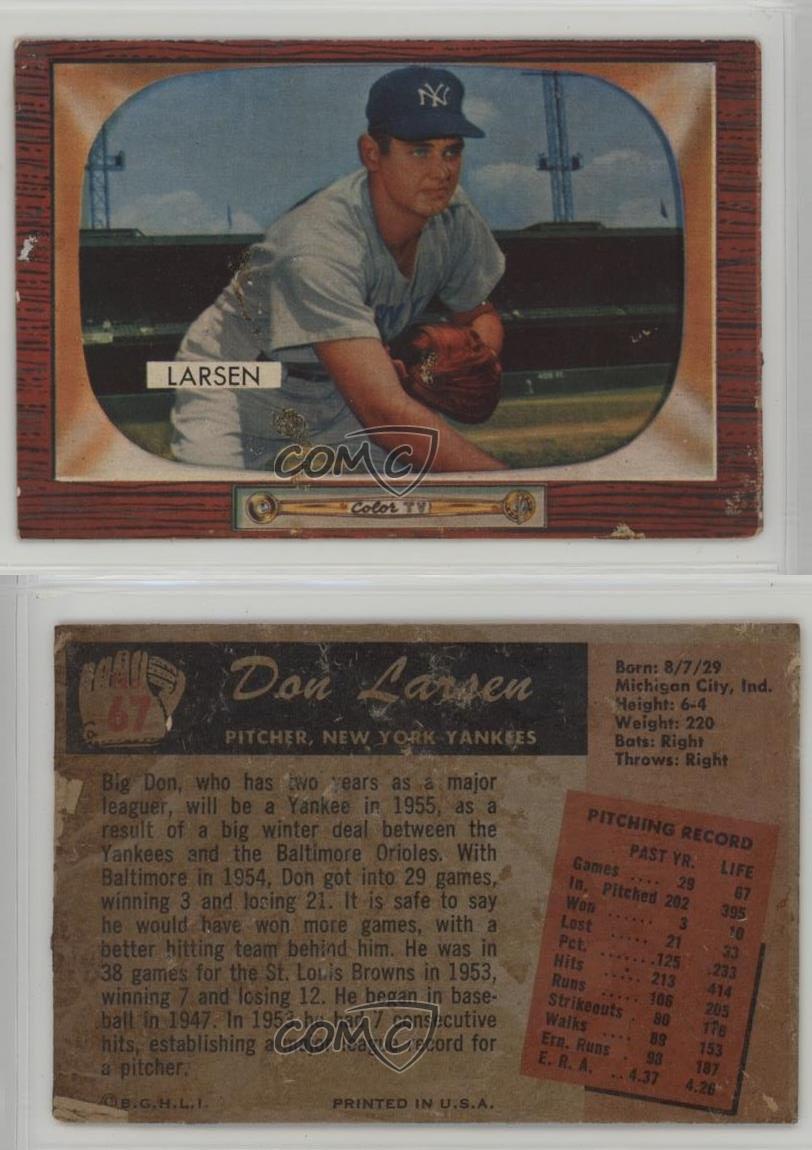 NY
LARSEN
COMC
Color TV
No.
67
Don Larsen
PITCHER, NEW YORK YANKEES
Born: 8/7/29
Michigan City, Ind.
Height: 6-4
Weight: 220
Bats: Right
Throws: Right
Big Don, who has two years as a major
leaguer, will be a Yankee in 1955, as a
result of a big winter deal between the
Yankees and the Baltimore Orioles. With
Baltimore in 1954, Don got into 29 games,
winning 3 and losing 21. It is safe to say
he would have won more games, with a
better hitting team behind him. He was in
38 games for the St. Louis Browns in 1953,
winning 7 and losing 12. He began in base-
ball in 1947. In 1953 he had 7 consecutive
hits, establishing a major league record for
a pitcher.
PITCHING RECORD
PAST YR. LIFE
Games .... 29 67
In. Pitched 202 395
Won ...... 3 10
Lost ..... 21 33
Pct. ...... .125 .233
Hits .... 213 414
Runs ..... 106 205
Strikeouts . 80 176
Walks .... 89 153
Ern. Runs . 98 187
E. R. A. .. 4.37 4.26
COMC
©B.G.H.L.I. PRINTED IN U.S.A.